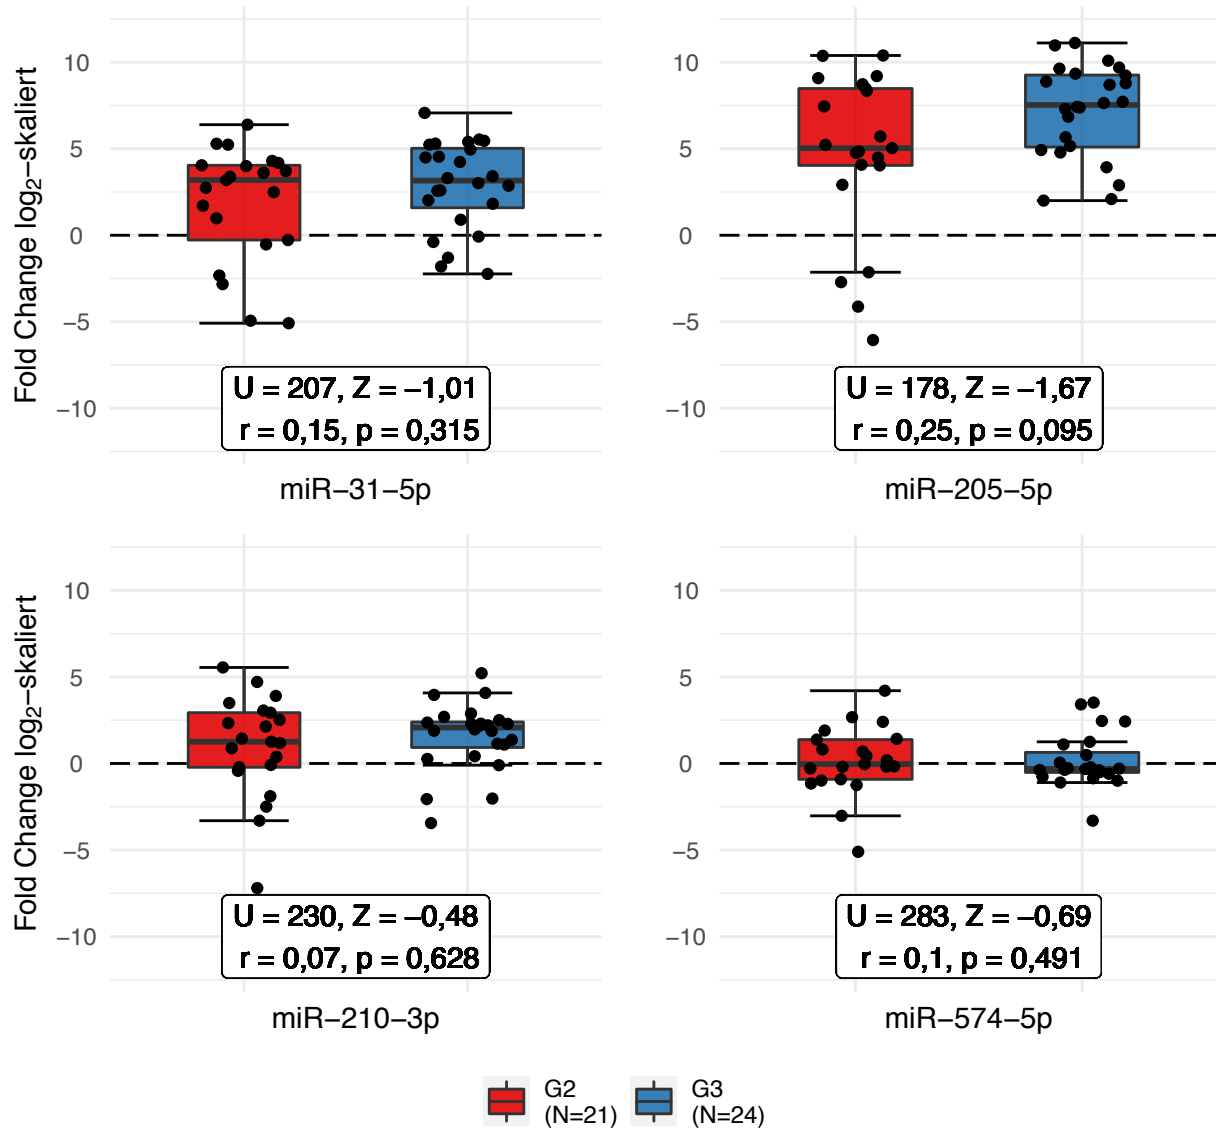 Fold Change log₂−skaliert
10
5
0
−5
−10
U = 207, Z = −1,01
r = 0,15, p = 0,315
miR−31−5p
10
5
0
−5
−10
U = 178, Z = −1,67
r = 0,25, p = 0,095
miR−205−5p
Fold Change log₂−skaliert
10
5
0
−5
−10
U = 230, Z = −0,48
r = 0,07, p = 0,628
miR−210−3p
10
5
0
−5
−10
U = 283, Z = −0,69
r = 0,1, p = 0,491
miR−574−5p
G2
(N=21)
G3
(N=24)